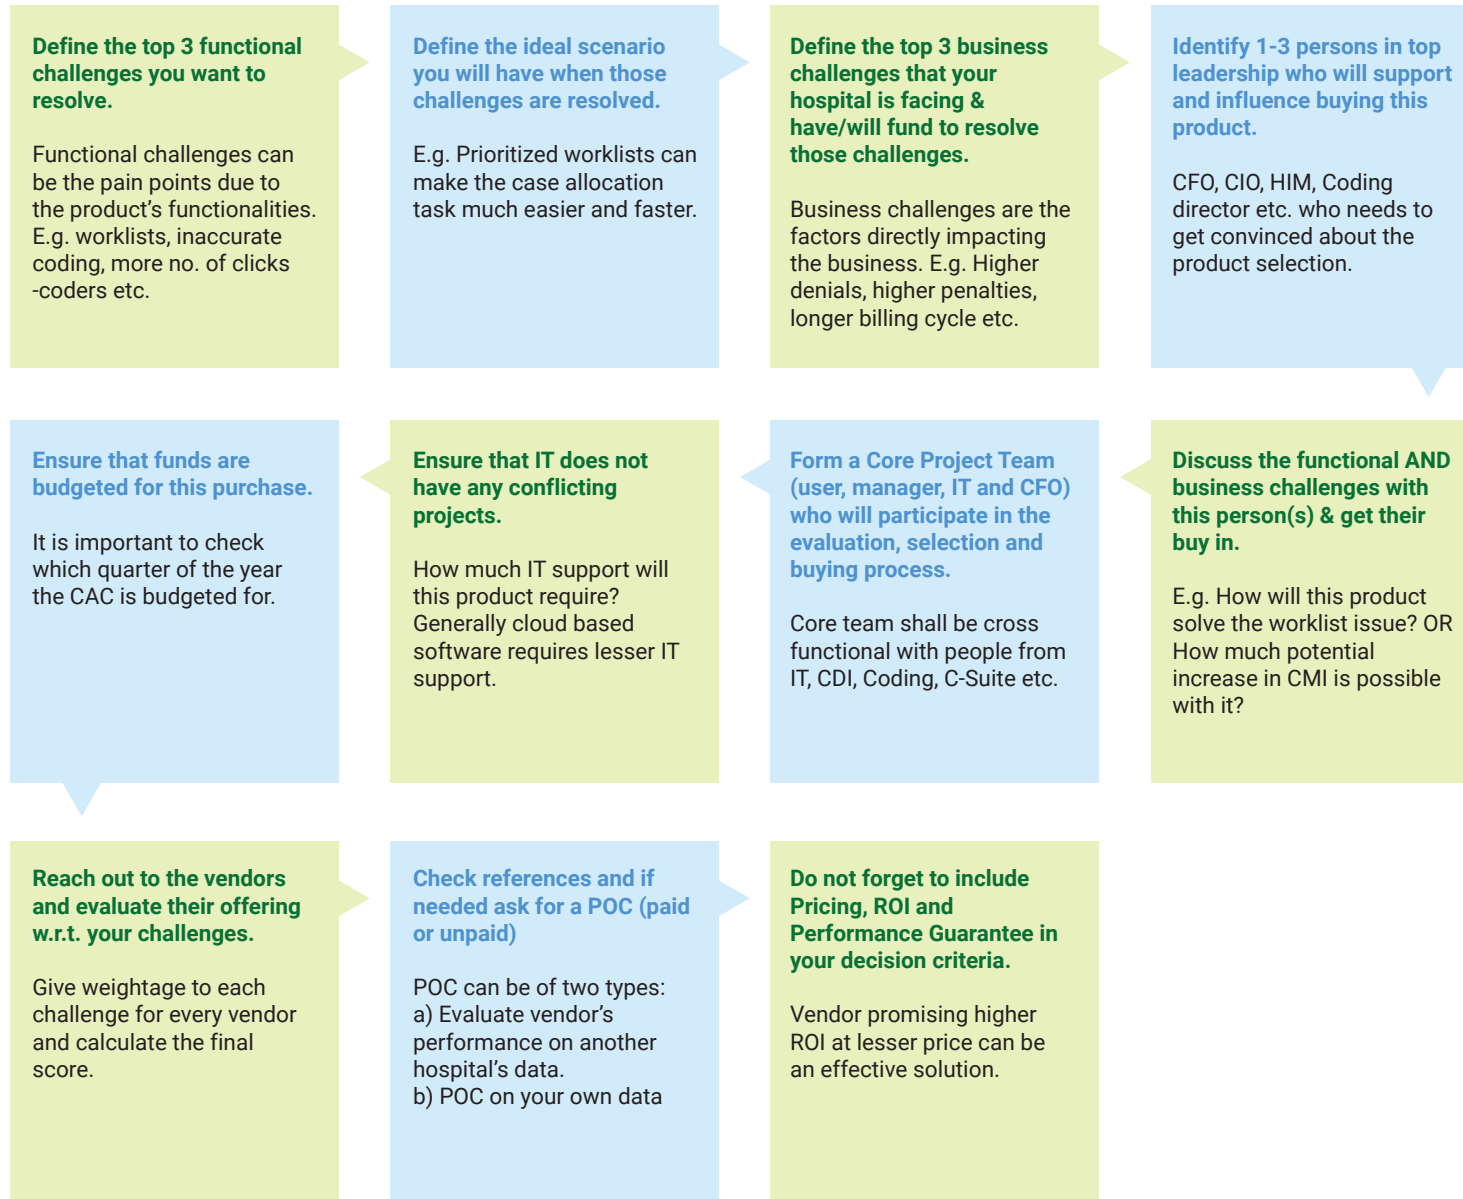 Define the top 3 functional
challenges you want to
resolve.
Functional challenges can
be the pain points due to
the product's functionalities.
E.g. worklists, inaccurate
coding, more no. of clicks
-coders etc.
Define the ideal scenario
you will have when those
challenges are resolved.
E.g. Prioritized worklists can
make the case allocation
task much easier and faster.
Define the top 3 business
challenges that your
hospital is facing &
have/will fund to resolve
those challenges.
Business challenges are the
factors directly impacting
the business. E.g. Higher
denials, higher penalties,
longer billing cycle etc.
Identify 1-3 persons in top
leadership who will support
and influence buying this
product.
CFO, CIO, HIM, Coding
director etc. who needs to
get convinced about the
product selection.
Discuss the functional AND
business challenges with
this person(s) & get their
buy in.
E.g. How will this product
solve the worklist issue? OR
How much potential
increase in CMI is possible
with it?
Form a Core Project Team
(user, manager, IT and CFO)
who will participate in the
evaluation, selection and
buying process.
Core team shall be cross
functional with people from
IT, CDI, Coding, C-Suite etc.
Ensure that IT does not
have any conflicting
projects.
How much IT support will
this product require?
Generally cloud based
software requires lesser IT
support.
Ensure that funds are
budgeted for this purchase.
It is important to check
which quarter of the year
the CAC is budgeted for.
Reach out to the vendors
and evaluate their offering
w.r.t. your challenges.
Give weightage to each
challenge for every vendor
and calculate the final
score.
Check references and if
needed ask for a POC (paid
or unpaid)
POC can be of two types:
a) Evaluate vendor's
performance on another
hospital's data.
b) POC on your own data
Do not forget to include
Pricing, ROI and
Performance Guarantee in
your decision criteria.
Vendor promising higher
ROI at lesser price can be
an effective solution.